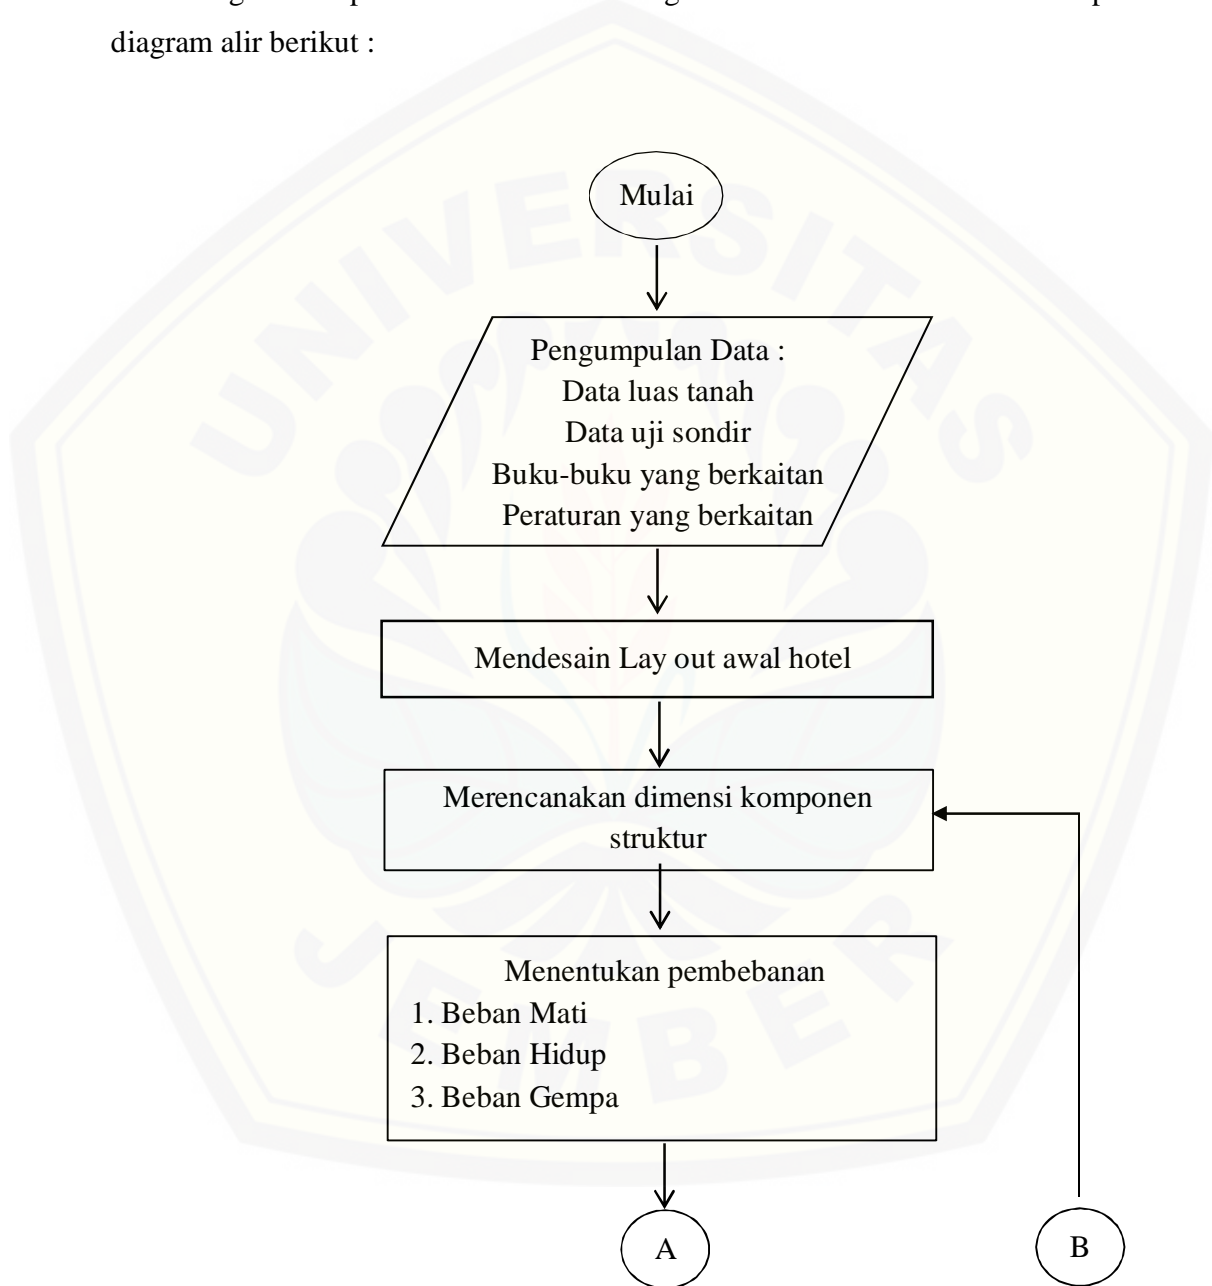 diagram alir berikut :
UNIVERSITAS
Mulai
Pengumpulan Data :
Data luas tanah
Data uji sondir
Buku-buku yang berkaitan
Peraturan yang berkaitan
Mendesain Lay out awal hotel
Merencanakan dimensi komponen
struktur
Menentukan pembebanan
1. Beban Mati
2. Beban Hidup
3. Beban Gempa
JEMBER
A
B